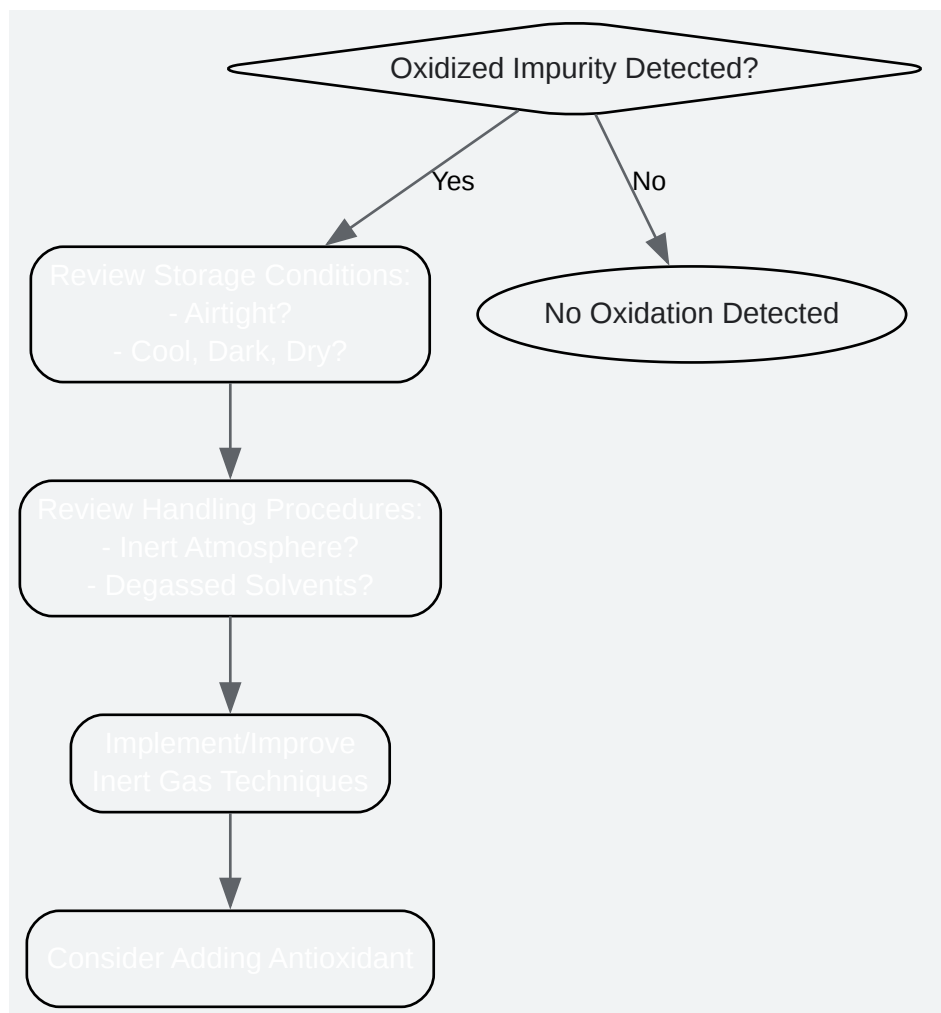 Oxidized Impurity Detected?
Yes
No
Review Storage Conditions:
- Airtight?
- Cool, Dark, Dry?
No Oxidation Detected
Review Handling Procedures:
- Inert Atmosphere?
- Degassed Solvents?
Implement/Improve
Inert Gas Techniques
Consider Adding Antioxidant